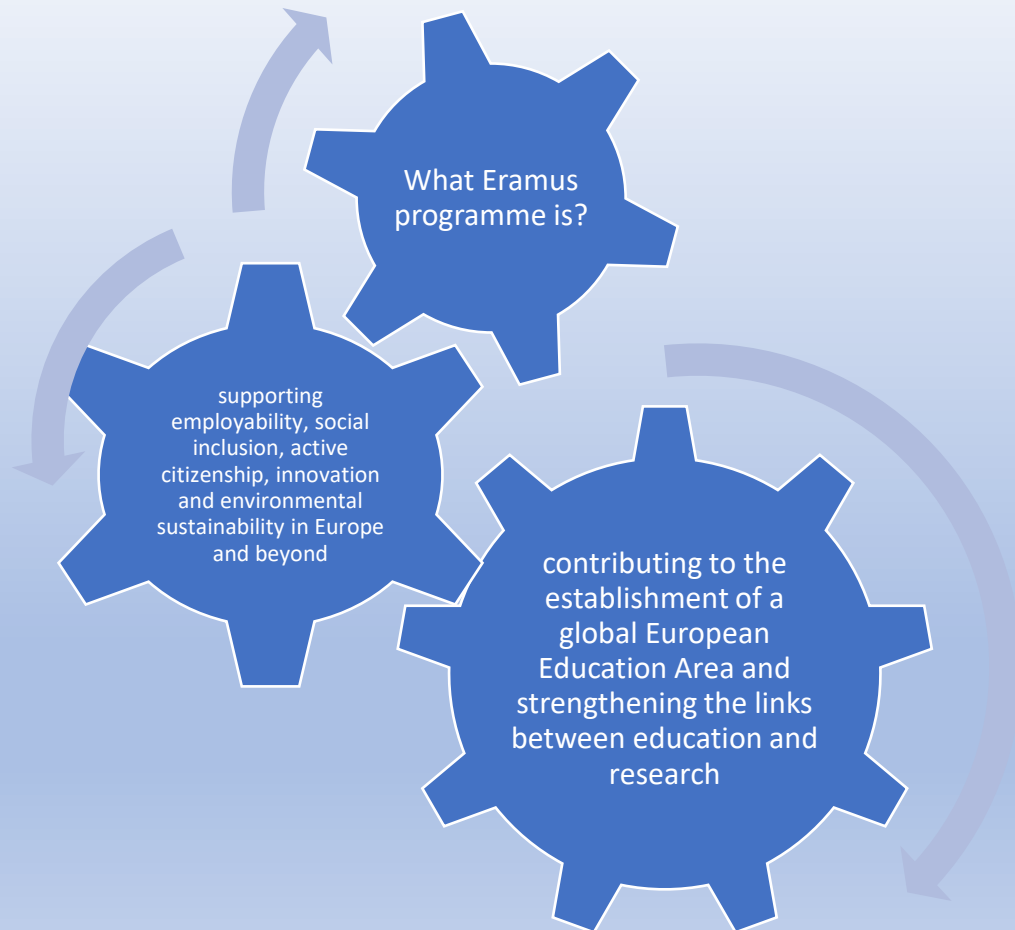 What Eramus
programme is?
supporting
employability, social
inclusion, active
citizenship, innovation
and environmental
sustainability in Europe
and beyond
contributing to the
establishment of a
global European
Education Area and
strengthening the links
between education and
research